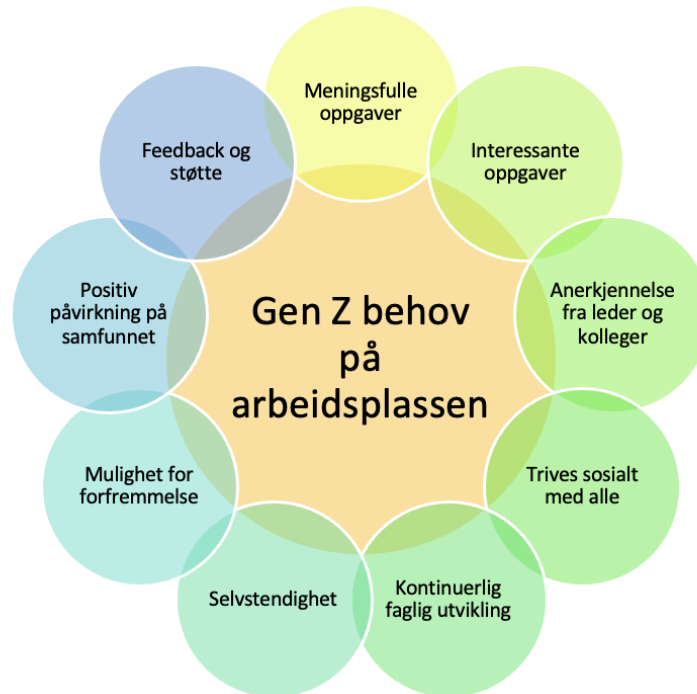 Meningsfulle
oppgaver
Interessante
oppgaver
Anerkjennelse
fra leder og
kolleger
Trives sosialt
med alle
Kontinuerlig
faglig utvikling
Selvstendighet
Mulighet for
forfremmelse
Positiv
påvirkning på
samfunnet
Feedback og
støtte
Gen Z behov
på
arbeidsplassen